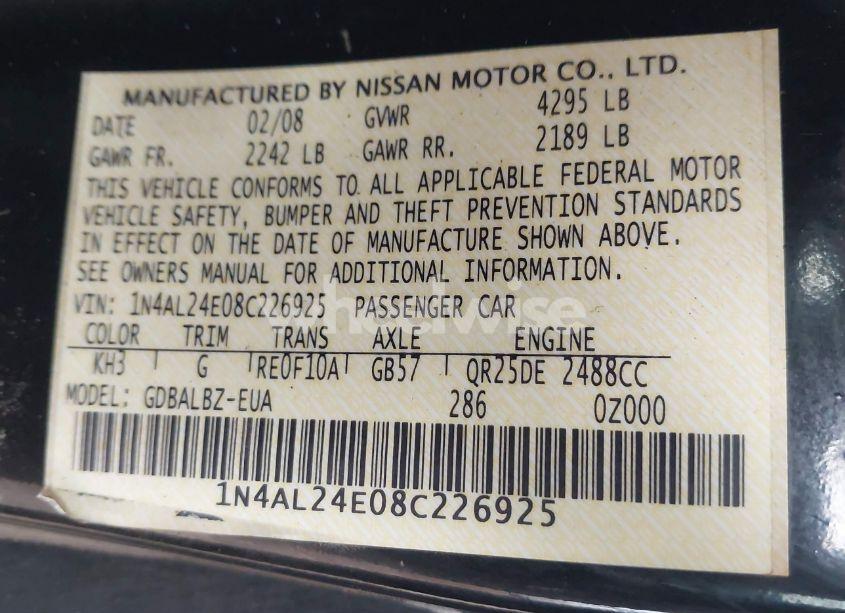 MANUFACTURED BY NISSAN MOTOR CO., LTD.
DATE 02/08 GVWR 4295 LB
GAWR FR. 2242 LB GAWR RR. 2189 LB
THIS VEHICLE CONFORMS TO ALL APPLICABLE FEDERAL MOTOR
VEHICLE SAFETY, BUMPER AND THEFT PREVENTION STANDARDS
IN EFFECT ON THE DATE OF MANUFACTURE SHOWN ABOVE.
SEE OWNERS MANUAL FOR ADDITIONAL INFORMATION.
VIN: 1N4AL24E08C226925 PASSENGER CAR
COLOR TRIM TRANS AXLE ENGINE
KH3 G RE0F10A GB57 QR25DE 2488CC
MODEL: GDBALBZ-EUA 286 0Z000
1N4AL24E08C226925